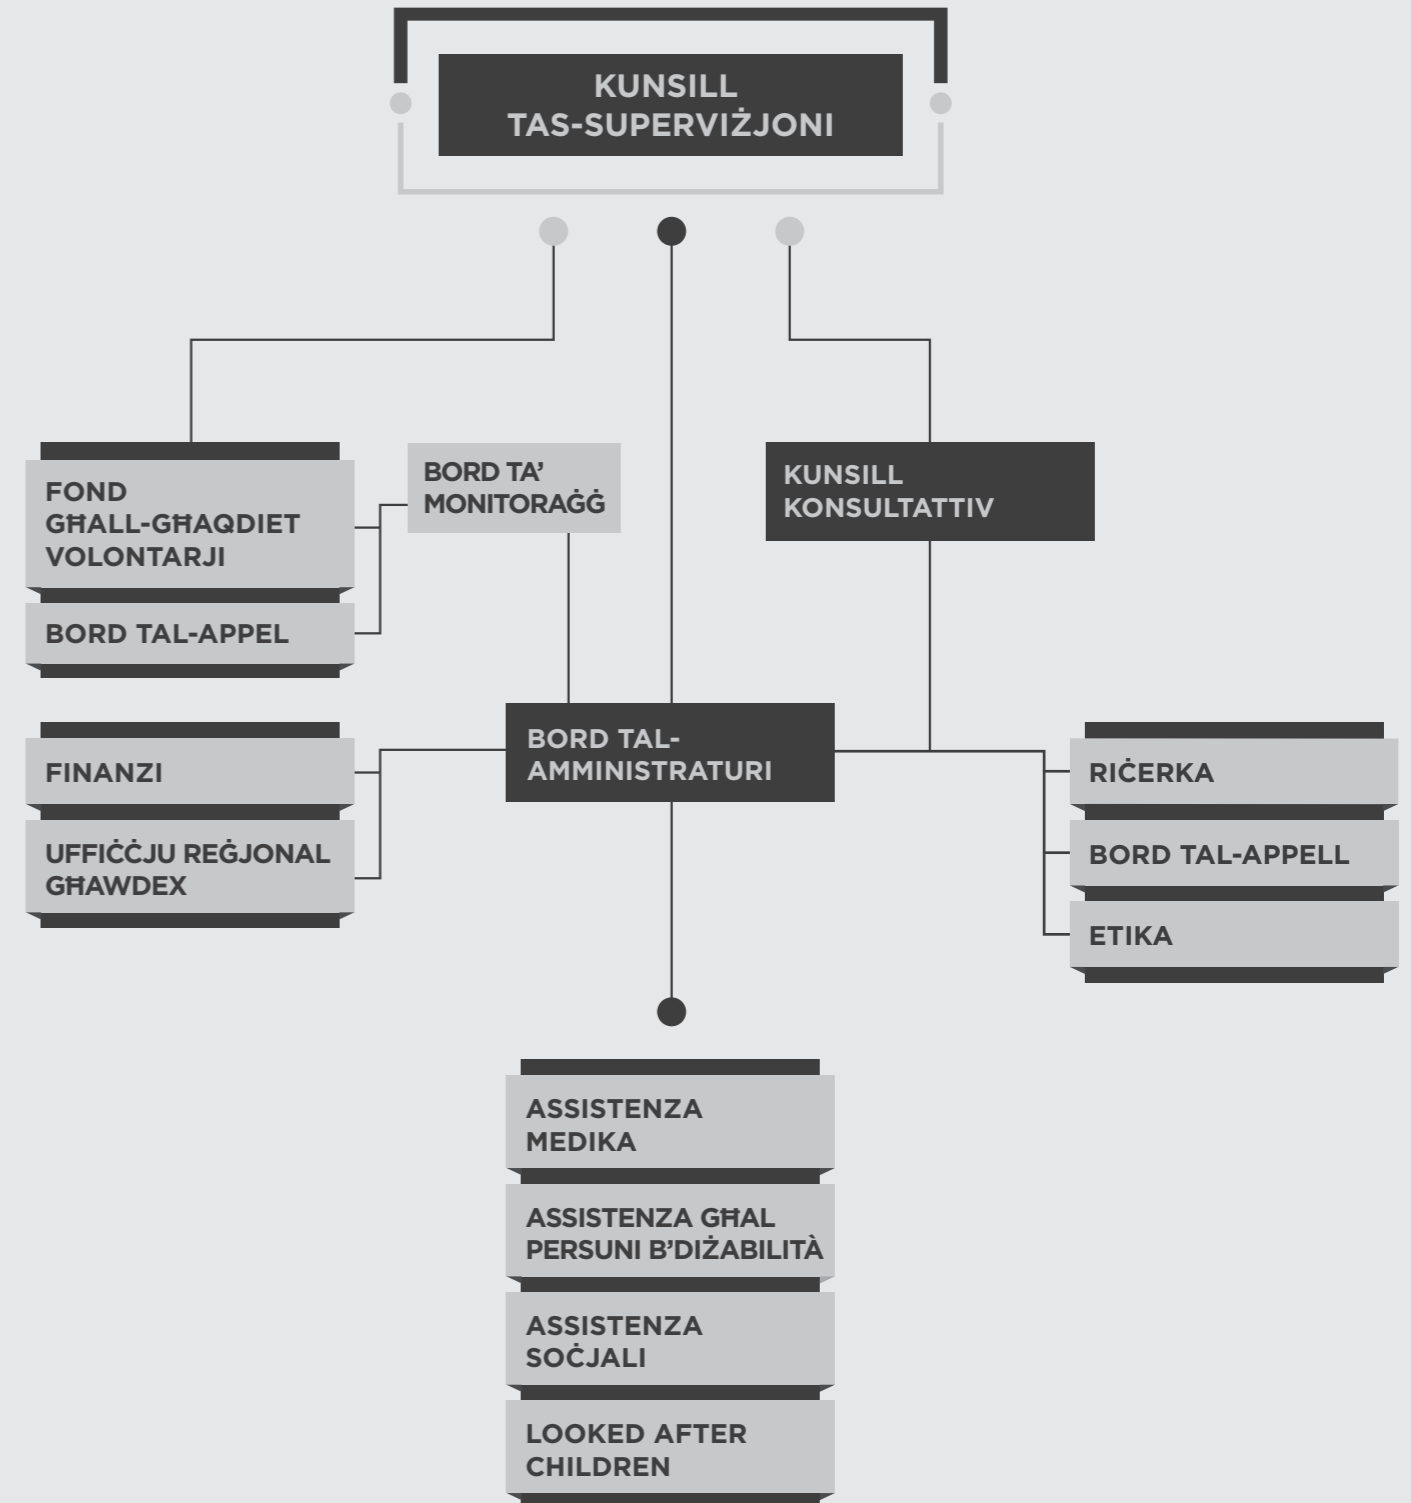 KUNSILL
TAS-SUPERVIŻJONI
FOND
GĦALL-GĦAQDIET
VOLONTARJI
BORD TAL-APPEL
BORD TA’
MONITORAĠĠ
KUNSILL
KONSULTATTIV
FINANZI
UFFIĊĊJU REĠJONAL
GĦAWDEX
BORD TAL-
AMMINISTRATURI
RIĊERKA
BORD TAL-APPELL
ETIKA
ASSISTENZA
MEDIKA
ASSISTENZA GĦAL
PERSUNI B’DIŻABILITÀ
ASSISTENZA
SOĊJALI
LOOKED AFTER
CHILDREN